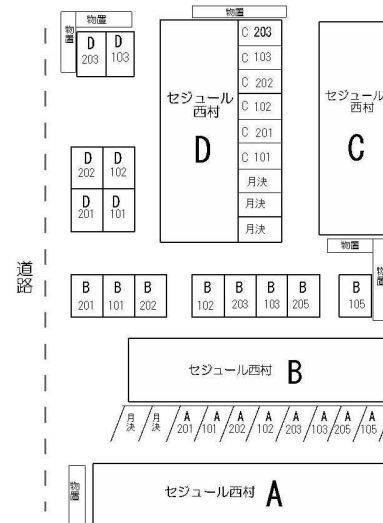 物置
物置
D 203
D 103
物置
C 203
C 103
C 202
C 102
C 201
C 101
月決
月決
月決
セジュール
西村
D
セジュール
西村
C
D 202
D 102
D 201
D 101
物置
物置
道路
B 201
B 101
B 202
B 102
B 203
B 103
B 205
B 105
セジュール西村 B
月決
月決
A 201
A 101
A 202
A 102
A 203
A 103
A 205
A 105
物置
セジュール西村 A